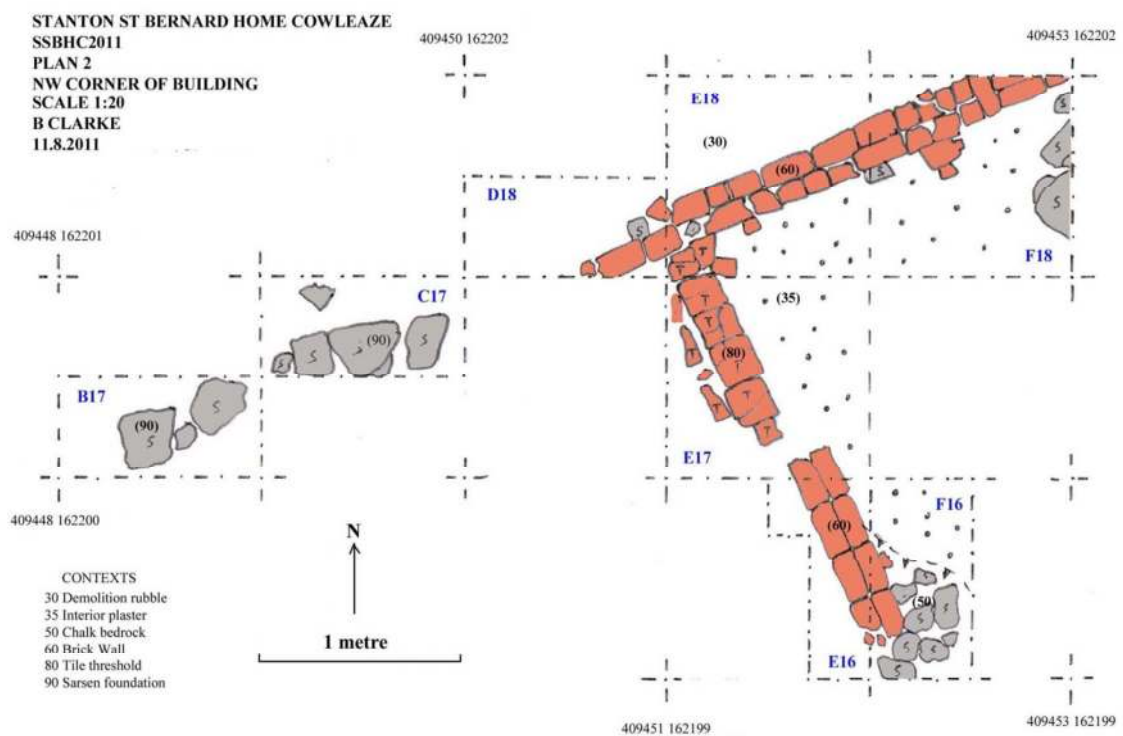 STANTON ST BERNARD HOME COWLEAZE
SSBHC2011
PLAN 2
NW CORNER OF BUILDING
SCALE 1:20
B CLARKE
11.8.2011
409450 162202
409453 162202
E18
(30)
(60)
S
S
S
S
D18
S
S
409448 162201
F18
T
T
C17
(35)
T
T
S
S
S
(90)
S
(80)
T
B17
T
T
T
S
(90)
S
T
E17
F16
409448 162200
(60)
N
CONTEXTS
30 Demolition rubble
35 Interior plaster
50 Chalk bedrock
60 Brick Wall
80 Tile threshold
90 Sarsen foundation
1 metre
S
S
S
(50)
S
S
S
S
E16
409451 162199
409453 162199